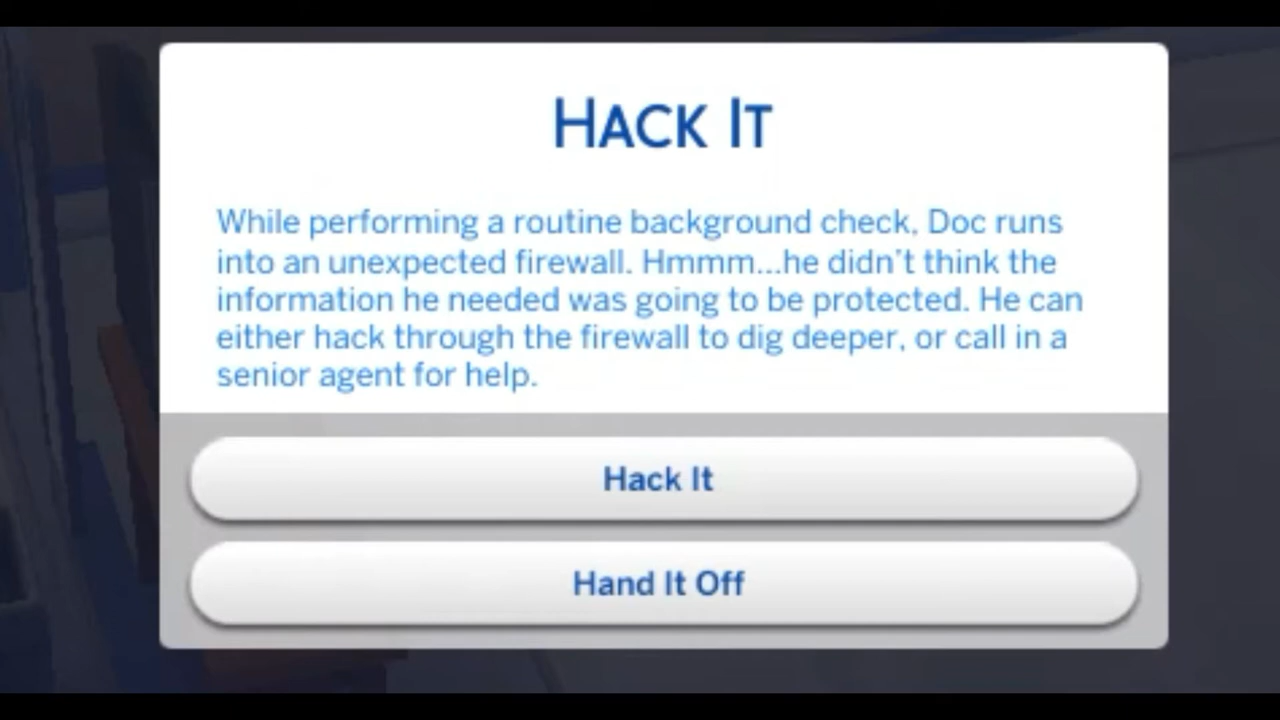 Hack It
While performing a routine background check, Doc runs
into an unexpected firewall. Hmmm...he didn't think the
information he needed was going to be protected. He can
either hack through the firewall to dig deeper, or call in a
senior agent for help.
Hack It
Hand It Off